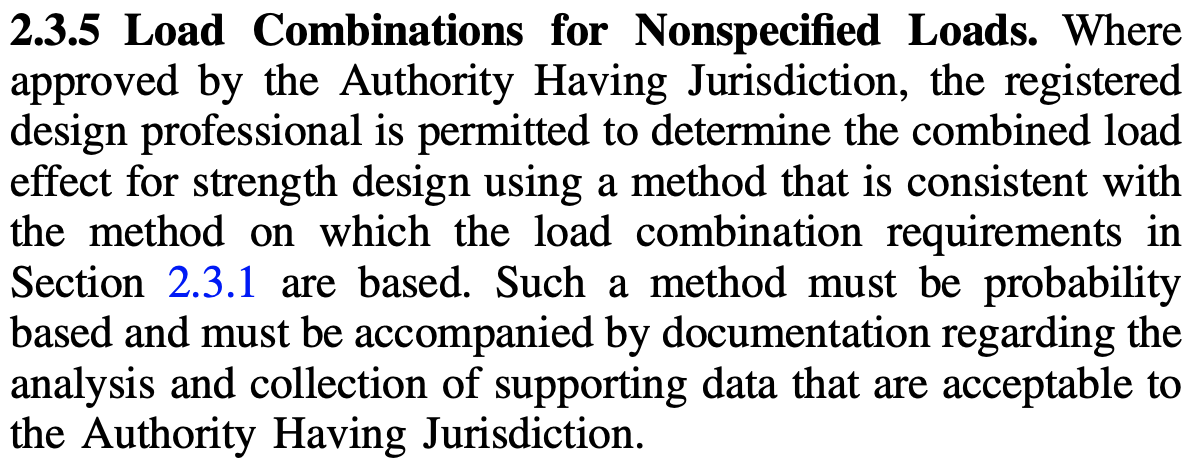 2.3.5 Load Combinations for Nonspecified Loads. Where
approved by the Authority Having Jurisdiction, the registered
design professional is permitted to determine the combined load
effect for strength design using a method that is consistent with
the method on which the load combination requirements in
Section 2.3.1 are based. Such a method must be probability
based and must be accompanied by documentation regarding the
analysis and collection of supporting data that are acceptable to
the Authority Having Jurisdiction.